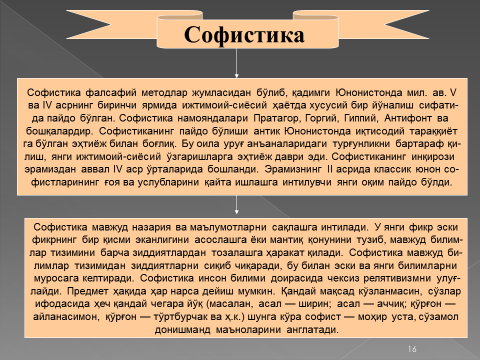 Софистика
Софистика фалсафий методлар жумласидан бўлиб, қадимги Юнонистонда мил. ав. V
ва IV асрнинг биринчи ярмида ижтимоий-сиёсий ҳаётда хусусий бир йўналиш сифати-
да пайдо бўлган. Софистика намояндалари Пратагор, Горгий, Гиппий, Антифонт ва
бошқалардир. Софистиканинг пайдо бўлиши антик Юнонистонда иқтисодий тараққиёт
га бўлган эҳтиёж билан боғлиқ. Бу оила уруғ анъаналаридаги турғунликни бартараф қи-
лиш, янги ижтимоий-сиёсий ўзгаришларга эҳтиёж даври эди. Софистиканинг инқирози
эрамиздан аввал IV аср ўрталарида бошланди. Эрамизнинг II асрида классик юнон со-
фистларининг ғоя ва услубларини қайта ишлашга интилувчи янги оқим пайдо бўлди.
Софистика мавжуд назария ва маълумотларни сақлашга интилади. У янги фикр эски
фикрнинг бир қисми эканлигини асослашга ёки мантиқ қонунини тузиб, мавжуд билим-
лар тизимини барча зиддиятлардан тозалашга ҳаракат қилади. Софистика мавжуд би-
лимлар тизимидан зиддиятларни сиқиб чиқаради, бу билан эски ва янги билимларни
муросага келтиради. Софистика инсон билими доирасида чексиз релятивизмни улуғ-
лайди. Предмет ҳақида ҳар нарса дейиш мумкин. Қандай мақсад кўзланмасин, сўзлар
ифодасида ҳеч қандай чегара йўқ (масалан, асал — ширин; асал — аччиқ; қўрғон —
айланасимон, қўрғон — тўртбурчак ва ҳ.к.) шунга кўра софист — моҳир уста, сўзамол
донишманд маъноларини англатади.
16